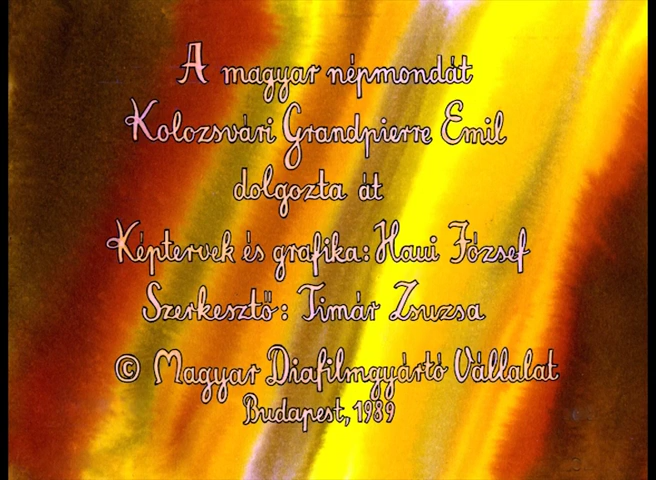 A magyar népmondát
Kolozsvári Grandpierre Emil
dolgozta át
Képtervek és grafika: Haui József
Szerkesztő: Timár Zsuzsa
© Magyar Diafilmgyártó Vállalat
Budapest, 1989